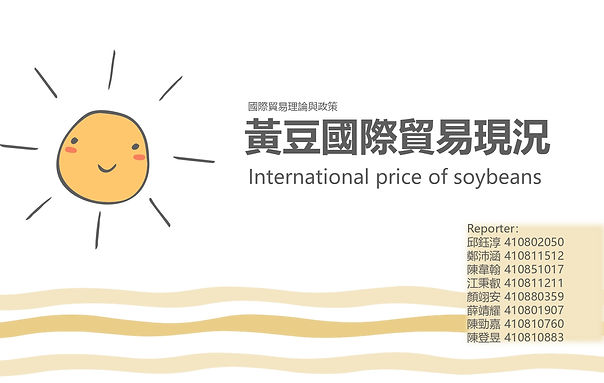 國際貿易理論與政策
黃豆國際貿易現況
International price of soybeans
Reporter:
邱鈺淳 410802050
鄭沛涵 410811512
陳韋翰 410851017
江秉叡 410811211
顏翊安 410880359
薛靖耀 410801907
陳勁嘉 410810760
陳登昱 410810883